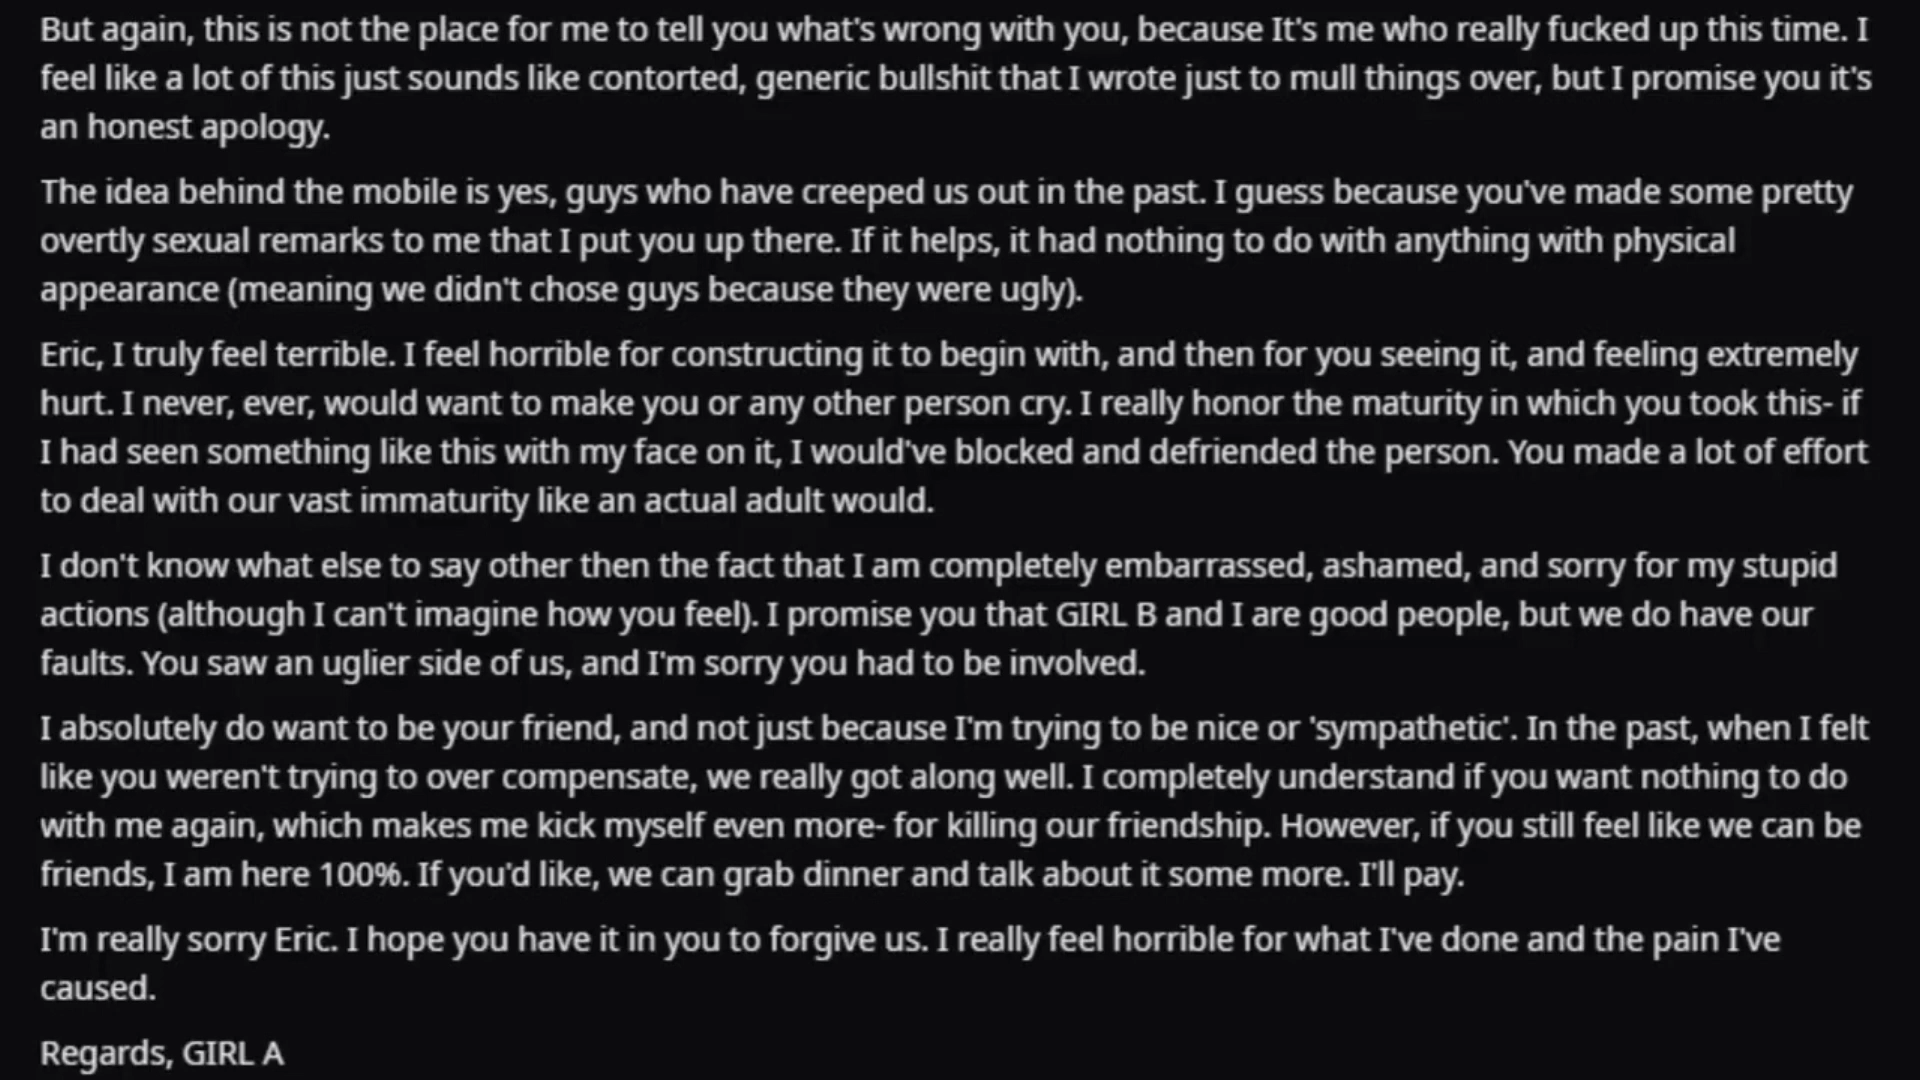 But again, this is not the place for me to tell you what's wrong with you, because It's me who really fucked up this time. I
feel like a lot of this just sounds like contorted, generic bullshit that I wrote just to mull things over, but I promise you it's
an honest apology.
The idea behind the mobile is yes, guys who have creeped us out in the past. I guess because you've made some pretty
overtly sexual remarks to me that I put you up there. If it helps, it had nothing to do with anything with physical
appearance (meaning we didn't chose guys because they were ugly).
Eric, I truly feel terrible. I feel horrible for constructing it to begin with, and then for you seeing it, and feeling extremely
hurt. I never, ever, would want to make you or any other person cry. I really honor the maturity in which you took this- if
I had seen something like this with my face on it, I would've blocked and defriended the person. You made a lot of effort
to deal with our vast immaturity like an actual adult would.
I don't know what else to say other then the fact that I am completely embarrassed, ashamed, and sorry for my stupid
actions (although I can't imagine how you feel). I promise you that GIRL B and I are good people, but we do have our
faults. You saw an uglier side of us, and I'm sorry you had to be involved.
I absolutely do want to be your friend, and not just because I'm trying to be nice or 'sympathetic'. In the past, when I felt
like you weren't trying to over compensate, we really got along well. I completely understand if you want nothing to do
with me again, which makes me kick myself even more- for killing our friendship. However, if you still feel like we can be
friends, I am here 100%. If you'd like, we can grab dinner and talk about it some more. I'll pay.
I'm really sorry Eric. I hope you have it in you to forgive us. I really feel horrible for what I've done and the pain I've
caused.
Regards, GIRL A